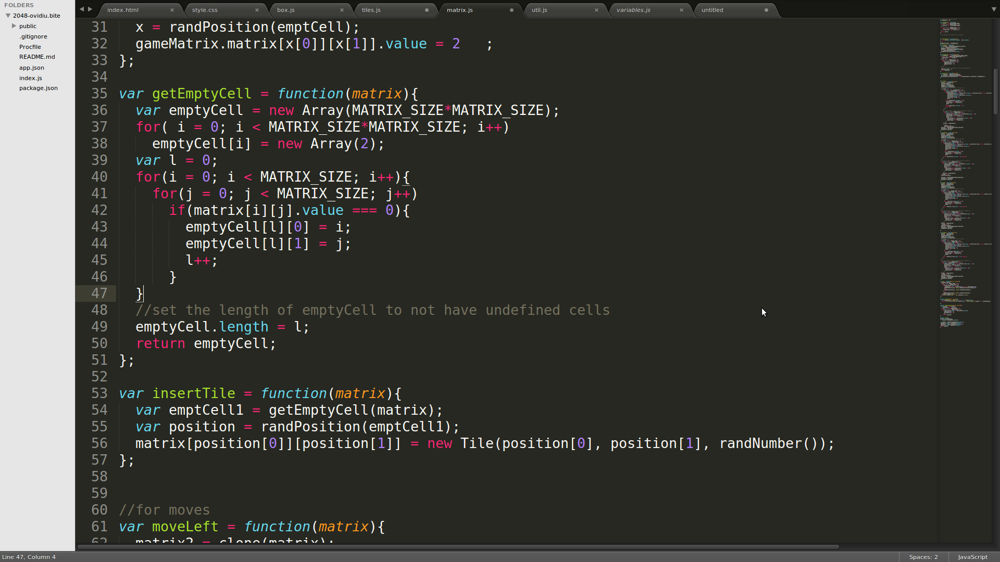 FOLDERS
2048-ovidiu.bite
public
.gitignore
Procfile
README.md
app.json
index.js
package.json
index.html × style.css × box.js × tiles.js matrix.js util.js × variables.js × untitled
31 x = randPosition(emptCell);
32 gameMatrix.matrix[x[0]][x[1]].value = 2   ;
33 };
34
35 var getEmptyCell = function(matrix){
36 var emptyCell = new Array(MATRIX_SIZE*MATRIX_SIZE);
37 for( i = 0; i < MATRIX_SIZE*MATRIX_SIZE; i++)
38 emptyCell[i] = new Array(2);
39 var l = 0;
40 for(i = 0; i < MATRIX_SIZE; i++){
41 for(j = 0; j < MATRIX_SIZE; j++)
42 if(matrix[i][j].value === 0){
43 emptyCell[l][0] = i;
44 emptyCell[l][1] = j;
45 l++;
46 }
47 }
48 //set the length of emptyCell to not have undefined cells
49 emptyCell.length = l;
50 return emptyCell;
51 };
52
53 var insertTile = function(matrix){
54 var emptCell1 = getEmptyCell(matrix);
55 var position = randPosition(emptCell1);
56 matrix[position[0]][position[1]] = new Tile(position[0], position[1], randNumber());
57 };
58
59
60 //for moves
61 var moveLeft = function(matrix){
62 matrix2 = clone(matrix);
Line 47, Column 4
Spaces: 2
JavaScript